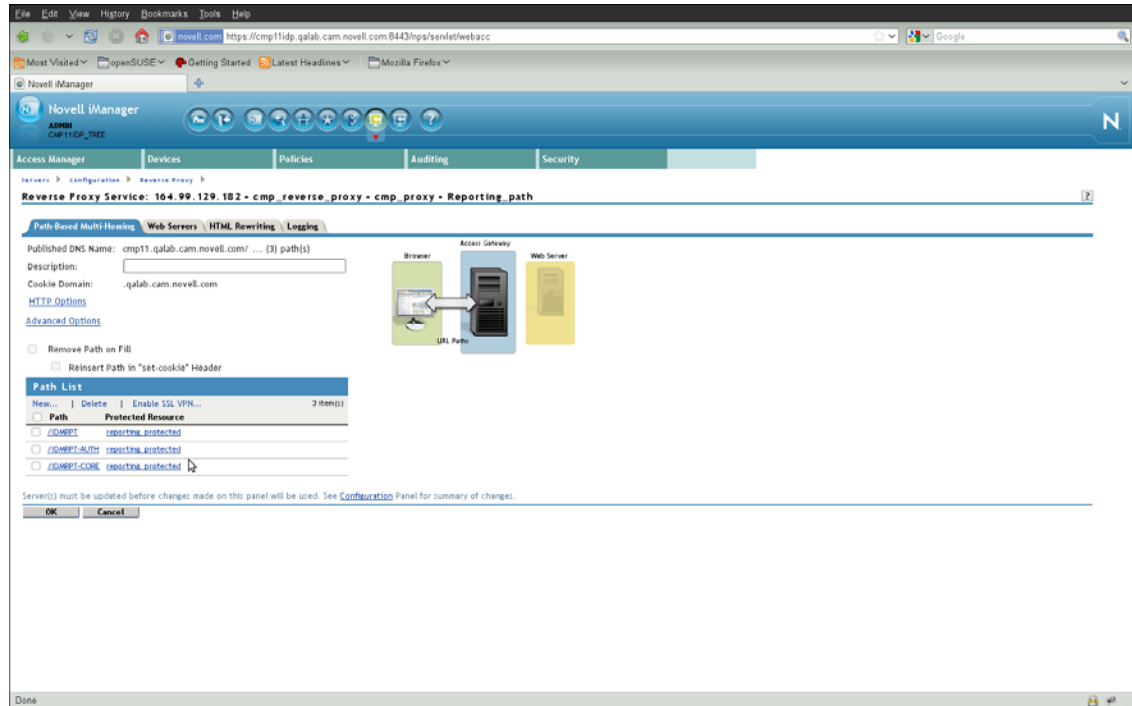 File Edit View History Bookmarks Tools Help
novell.com https://cmp11idp.qalab.cam.novell.com:8443/nps/servlet/webacc
Google
Most Visited openSUSE Getting Started Latest Headlines Mozilla Firefox
Novell iManager
Novell iManager
ADMIN
CMP11IDP_TREE
N
Access Manager Devices Policies Auditing Security
Servers Configuration Reverse Proxy
Reverse Proxy Service: 164.99.129.182 - cmp_reverse_proxy - cmp_proxy - Reporting_path
?
Path-Based Multi-Homing Web Servers HTML Rewriting Logging
Published DNS Name: cmp11.qalab.cam.novell.com/ ... (3) path(s)
Description:
Cookie Domain: .qalab.cam.novell.com
HTTP Options
Advanced Options
Browser
Access Gateway
Web Server
URL Paths
Remove Path on Fill
Reinsert Path in "set-cookie" Header
Path List
New... | Delete | Enable SSL VPN... 3 Item(s)
Path Protected Resource
/IDMRPT reporting_protected
/IDMRPT-AUTH reporting_protected
/IDMRPT-CORE reporting_protected
Server(s) must be updated before changes made on this panel will be used. See Configuration Panel for summary of changes.
OK Cancel
Done